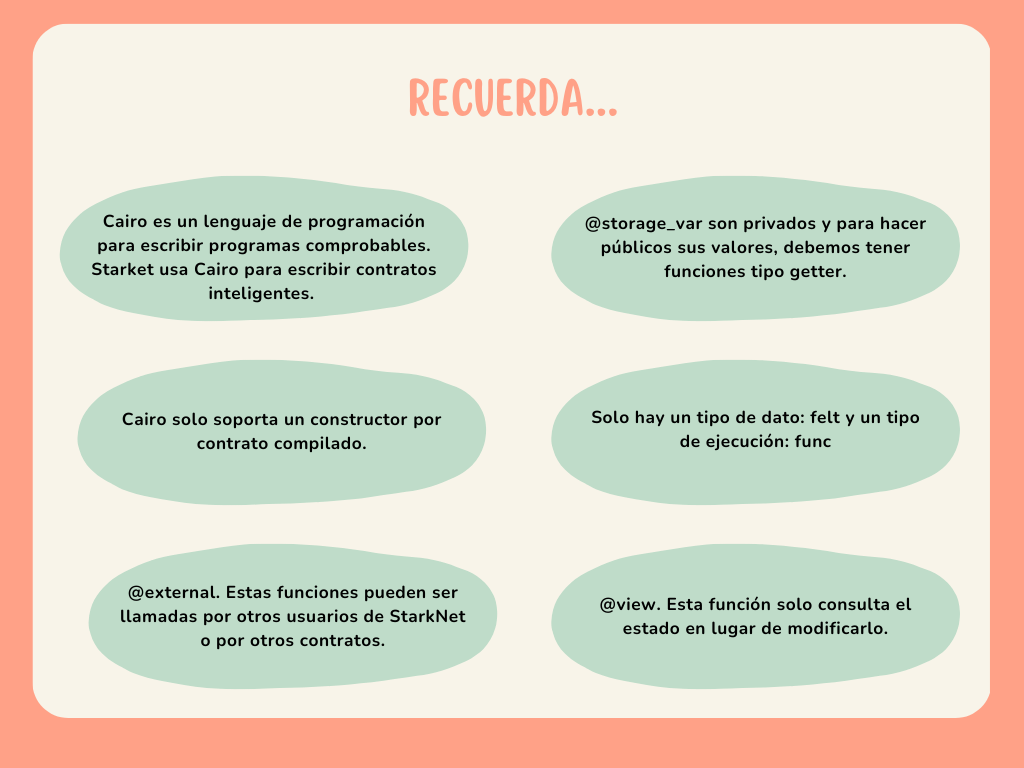 RECUERDA...
Cairo es un lenguaje de programación
para escribir programas comprobables.
Starket usa Cairo para escribir contratos
inteligentes.
@storage_var son privados y para hacer
públicos sus valores, debemos tener
funciones tipo getter.
Cairo solo soporta un constructor por
contrato compilado.
Solo hay un tipo de dato: felt y un tipo
de ejecución: func
@external. Estas funciones pueden ser
llamadas por otros usuarios de StarkNet
o por otros contratos.
@view. Esta función solo consulta el
estado en lugar de modificarlo.